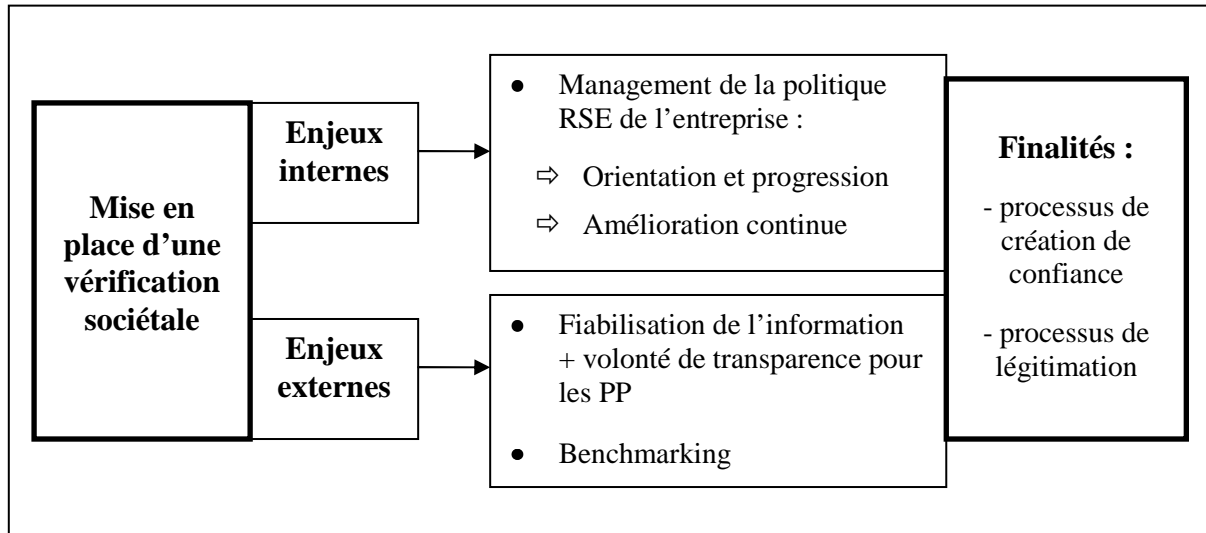 Mise en
place d’une
vérification
sociétale
Enjeux
internes
● Management de la politique
RSE de l’entreprise :
⇨ Orientation et progression
⇨ Amélioration continue
Enjeux
externes
● Fiabilisation de l’information
+ volonté de transparence pour
les PP
● Benchmarking
Finalités :
- processus de
création de
confiance
- processus de
légitimation